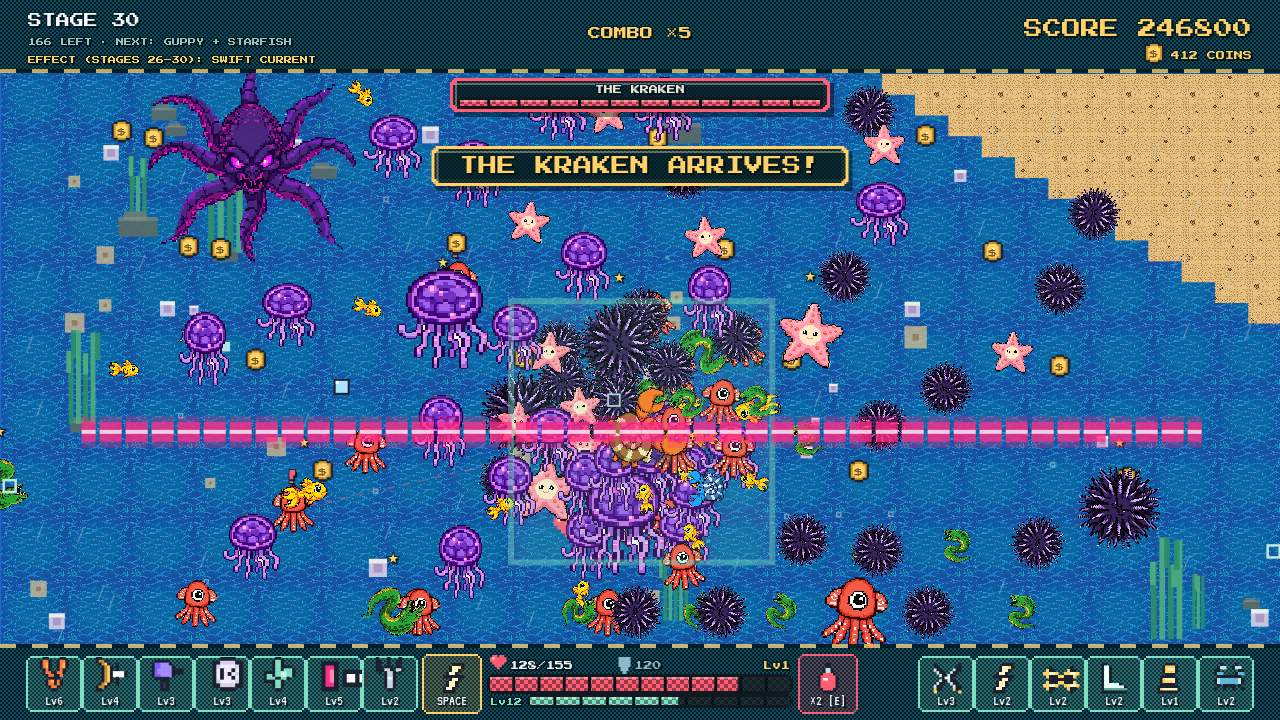 STAGE 30
166 LEFT · NEXT: GUPPY + STARFISH
EFFECT (STAGES 26-30): SWIFT CURRENT
COMBO ×5
SCORE 246800
$ 412 COINS
THE KRAKEN
THE KRAKEN ARRIVES!
Lv6
Lv4
Lv3
Lv3
Lv4
Lv5
Lv2
SPACE
128/155
120
Lv1
Lv12
X2 [E]
Lv3
Lv2
Lv2
Lv2
Lv1
Lv2